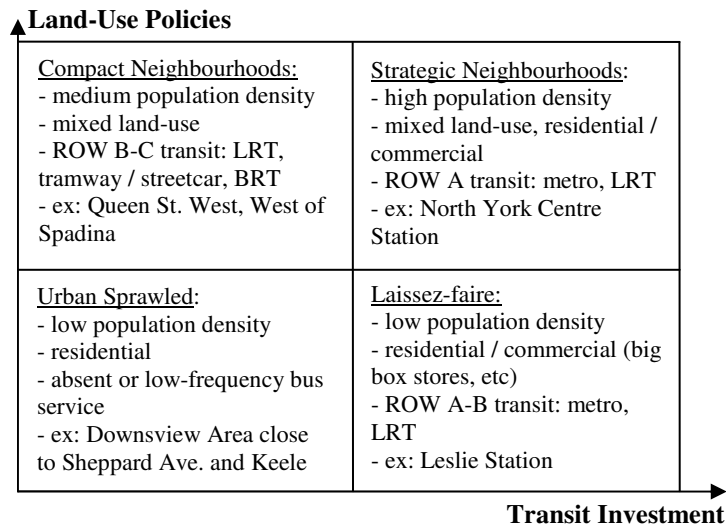 Land-Use Policies
Compact Neighbourhoods:
- medium population density
- mixed land-use
- ROW B-C transit: LRT,
tramway / streetcar, BRT
- ex: Queen St. West, West of
Spadina
Strategic Neighbourhoods:
- high population density
- mixed land-use, residential /
commercial
- ROW A transit: metro, LRT
- ex: North York Centre
Station
Urban Sprawled:
- low population density
- residential
- absent or low-frequency bus
service
- ex: Downsview Area close
to Sheppard Ave. and Keele
Laissez-faire:
- low population density
- residential / commercial (big
box stores, etc)
- ROW A-B transit: metro,
LRT
- ex: Leslie Station
Transit Investment